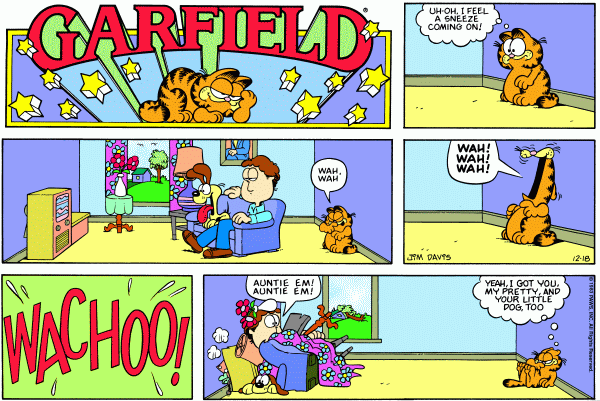 GARFIELD®
UH-OH, I FEEL
A SNEEZE
COMING ON!
WAH,
WAH
WAH!
WAH!
WAH!
JIM DAVIS
12-18
WACHOO!
AUNTIE EM!
AUNTIE EM!
YEAH, I GOT YOU,
MY PRETTY, AND
YOUR LITTLE
DOG, TOO